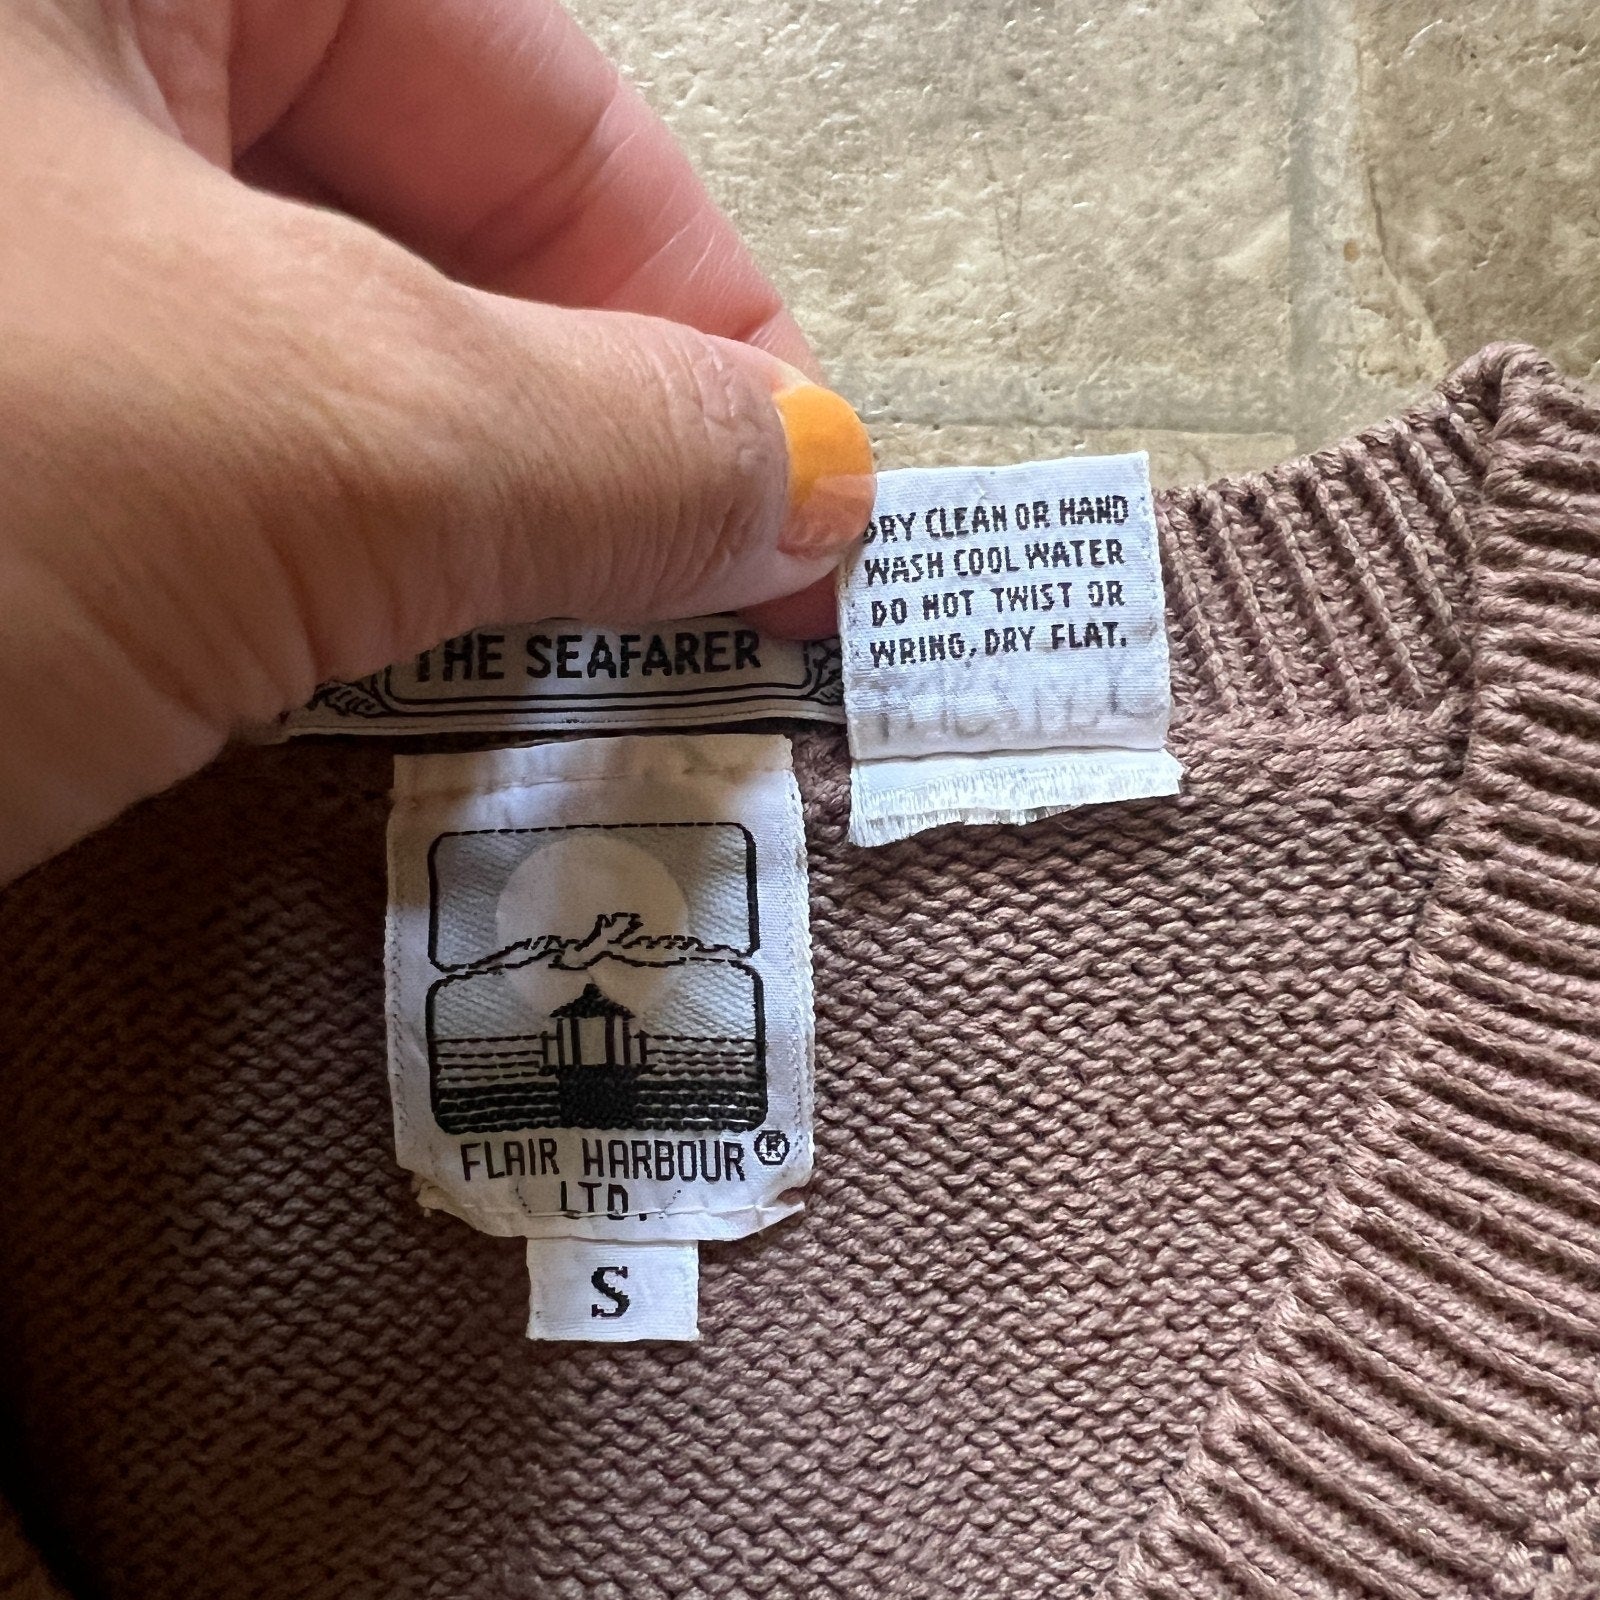 DRY CLEAN OR HAND
WASH COOL WATER
DO NOT TWIST OR
WRING, DRY FLAT.
THE SEAFARER
FLAIR HARBOUR®
LTD.
S